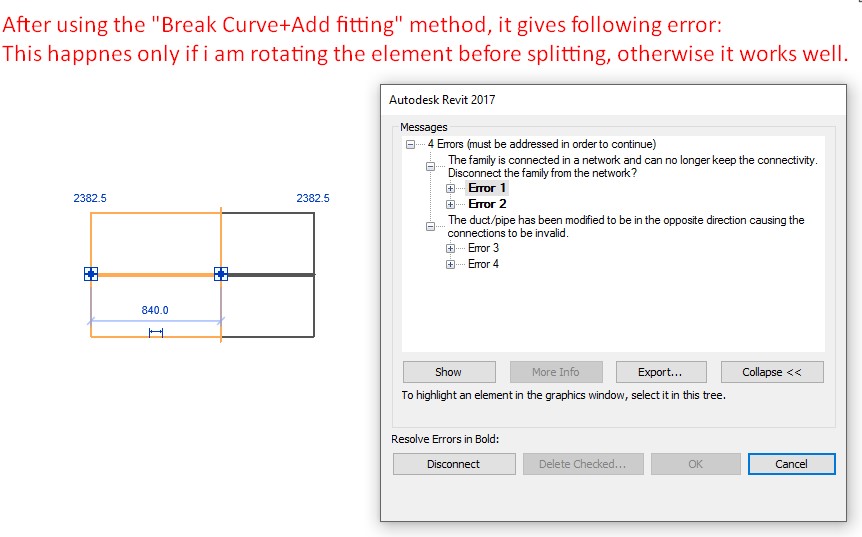 After using the "Break Curve+Add fitting" method, it gives following error:
This happnes only if i am rotating the element before splitting, otherwise it works well.
Autodesk Revit 2017
Messages
4 Errors (must be addressed in order to continue)
The family is connected in a network and can no longer keep the connectivity.
Disconnect the family from the network?
Error 1
Error 2
The duct/pipe has been modified to be in the opposite direction causing the
connections to be invalid.
Error 3
Error 4
2382.5 2382.5
840.0
Show More Info Export... Collapse <<
To highlight an element in the graphics window, select it in this tree.
Resolve Errors in Bold:
Disconnect Delete Checked... OK Cancel